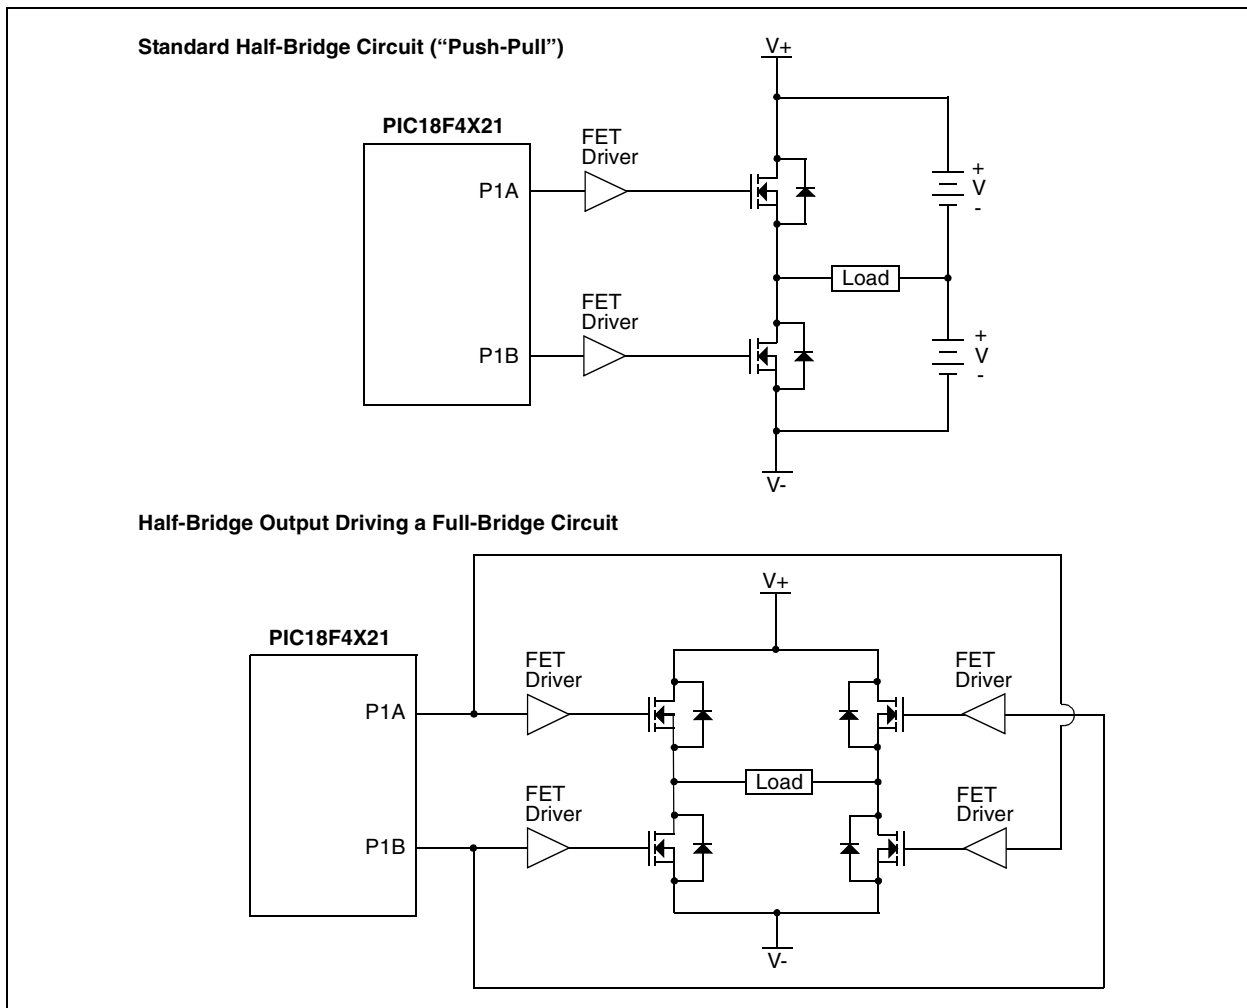 Standard Half-Bridge Circuit (“Push-Pull”)
V+
PIC18F4X21
FET
Driver
P1A
+
V
-
Load
FET
Driver
P1B
+
V
-
V-
Half-Bridge Output Driving a Full-Bridge Circuit
V+
PIC18F4X21
FET
Driver
FET
Driver
P1A
Load
FET
Driver
FET
Driver
P1B
V-